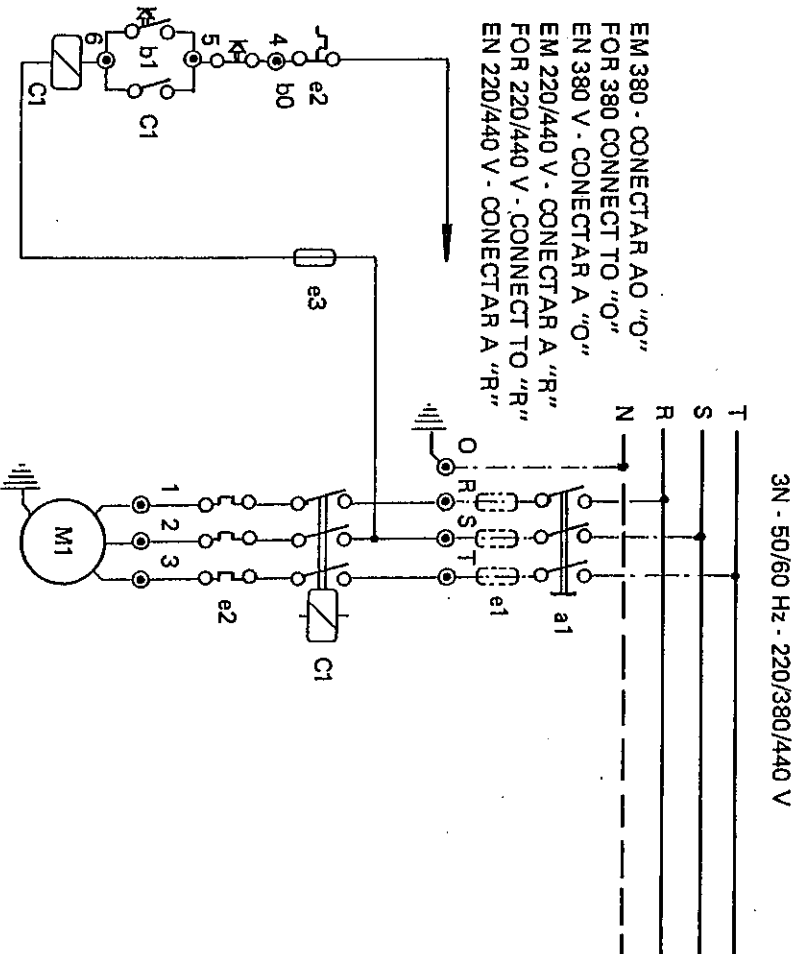 3N - 50/60 Hz - 220/380/440 V
T
S
R
N
EM 380 - CONECTAR AO "O"
FOR 380 CONNECT TO "O"
EN 380 V - CONECTAR A "O"
EM 220/440 V - CONECTAR A "R"
FOR 220/440 V - CONNECT TO "R"
EN 220/440 V - CONECTAR A "R"
a1
e1
O
R
S
T
e2
4
b0
5
b1
C1
6
C1
e3
C1
e2
1
2
3
M1